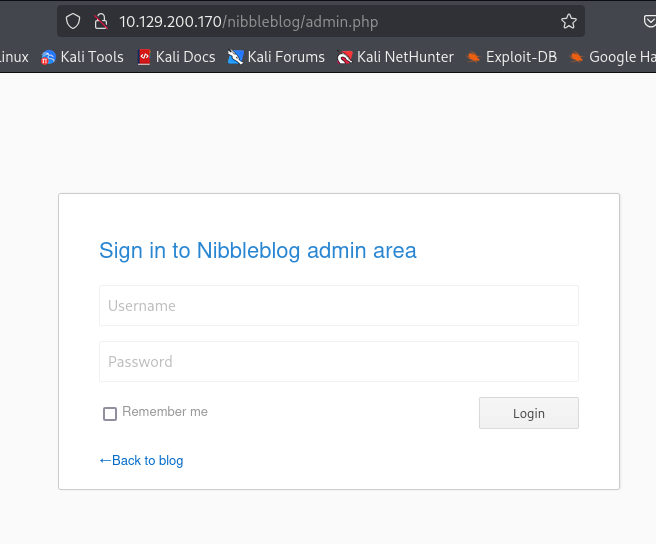 10.129.200.170/nibbleblog/admin.php
inux Kali Tools Kali Docs Kali Forums Kali NetHunter Exploit-DB Google Ha
Sign in to Nibbleblog admin area
Username
Password
Remember me Login
←Back to blog